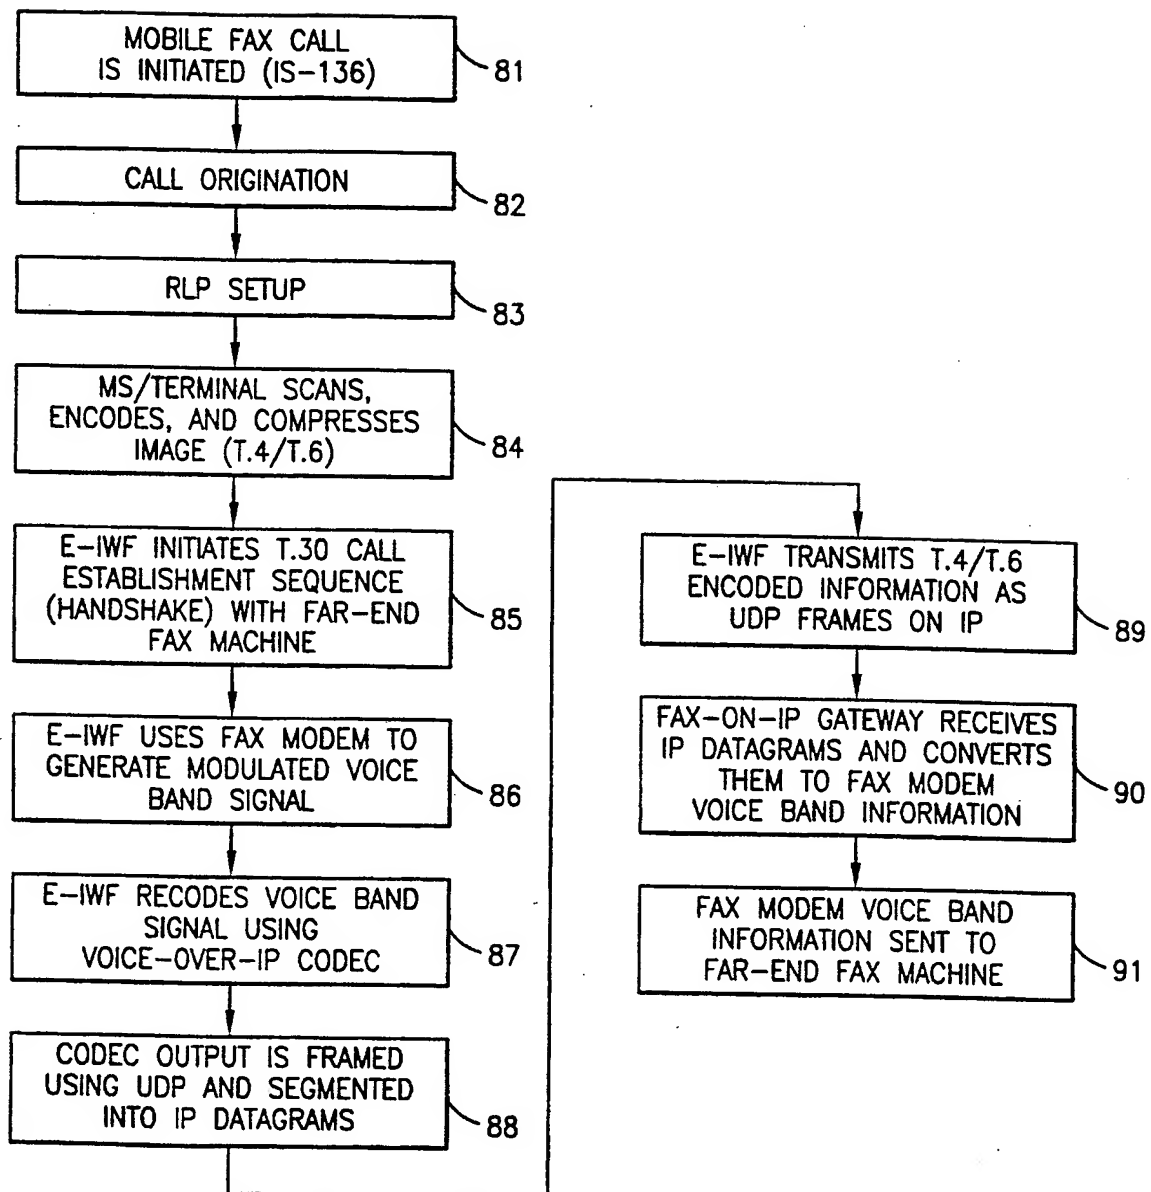 MOBILE FAX CALL
IS INITIATED (IS-136)
81
CALL ORIGINATION
82
RLP SETUP
83
MS/TERMINAL SCANS,
ENCODES, AND COMPRESSES
IMAGE (T.4/T.6)
84
E-IWF INITIATES T.30 CALL
ESTABLISHMENT SEQUENCE
(HANDSHAKE) WITH FAR-END
FAX MACHINE
85
E-IWF USES FAX MODEM TO
GENERATE MODULATED VOICE
BAND SIGNAL
86
E-IWF RECODES VOICE BAND
SIGNAL USING
VOICE-OVER-IP CODEC
87
CODEC OUTPUT IS FRAMED
USING UDP AND SEGMENTED
INTO IP DATAGRAMS
88
E-IWF TRANSMITS T.4/T.6
ENCODED INFORMATION AS
UDP FRAMES ON IP
89
FAX-ON-IP GATEWAY RECEIVES
IP DATAGRAMS AND CONVERTS
THEM TO FAX MODEM
VOICE BAND INFORMATION
90
FAX MODEM VOICE BAND
INFORMATION SENT TO
FAR-END FAX MACHINE
91